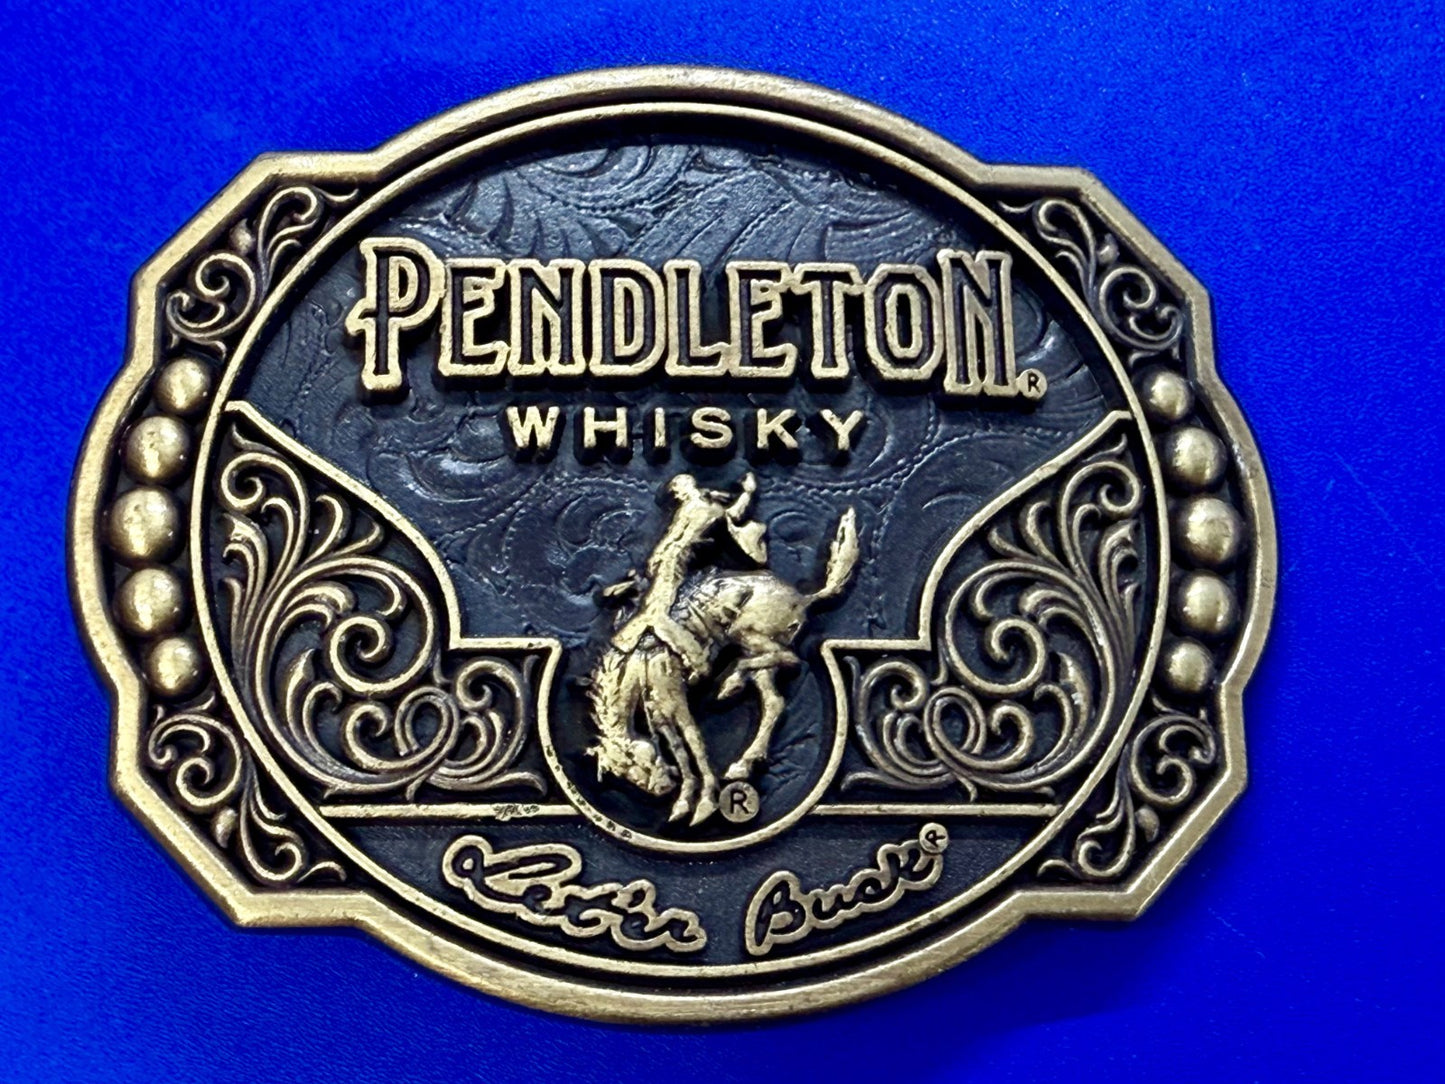 PENDLETON®
WHISKY
®
Let'er Buck®